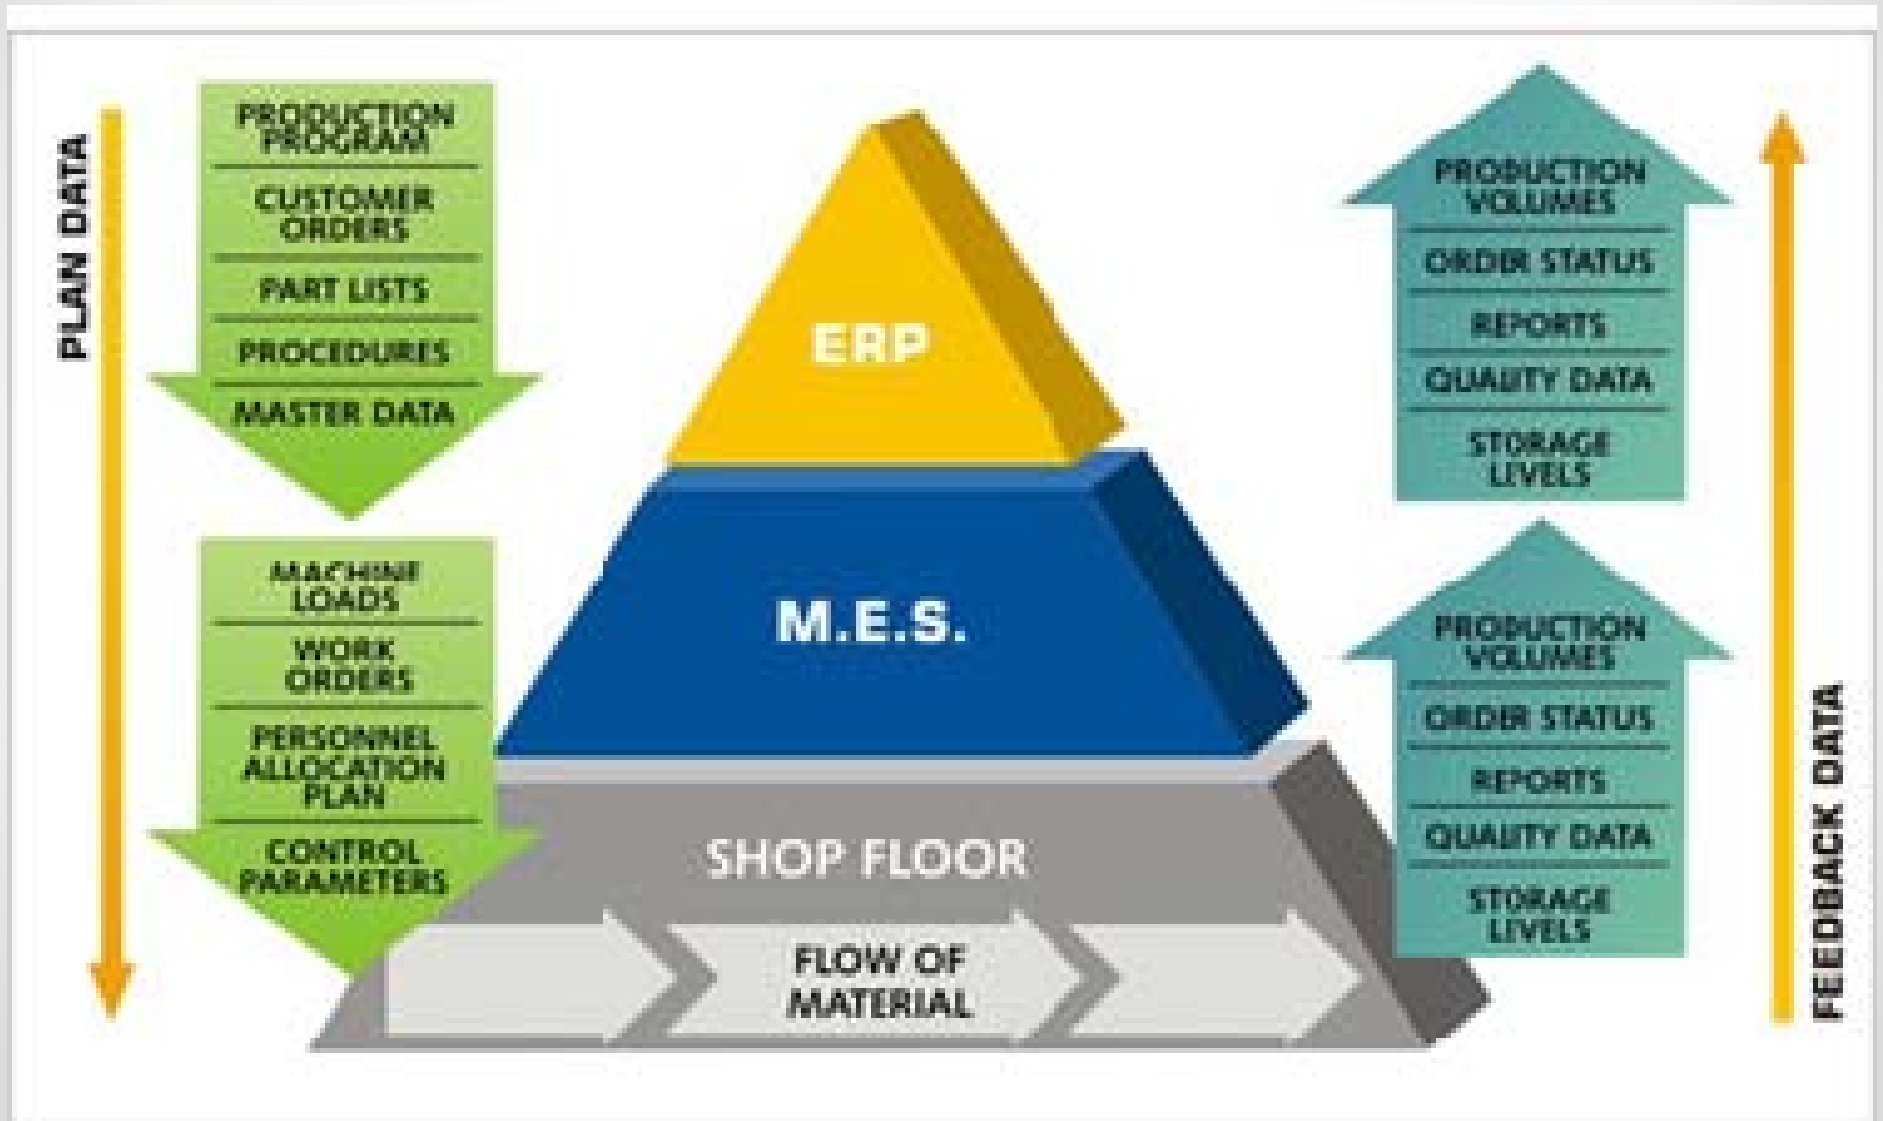 PLAN DATA
PRODUCTION
PROGRAM
CUSTOMER
ORDERS
PART LISTS
PROCEDURES
MASTER DATA
MACHINE
LOADS
WORK
ORDERS
PERSONNEL
ALLOCATION
PLAN
CONTROL
PARAMETERS
ERP
M.E.S.
SHOP FLOOR
FLOW OF
MATERIAL
PRODUCTION
VOLUMES
ORDER STATUS
REPORTS
QUALITY DATA
STORAGE
LEVELS
PRODUCTION
VOLUMES
ORDER STATUS
REPORTS
QUALITY DATA
STORAGE
LEVELS
FEEDBACK DATA